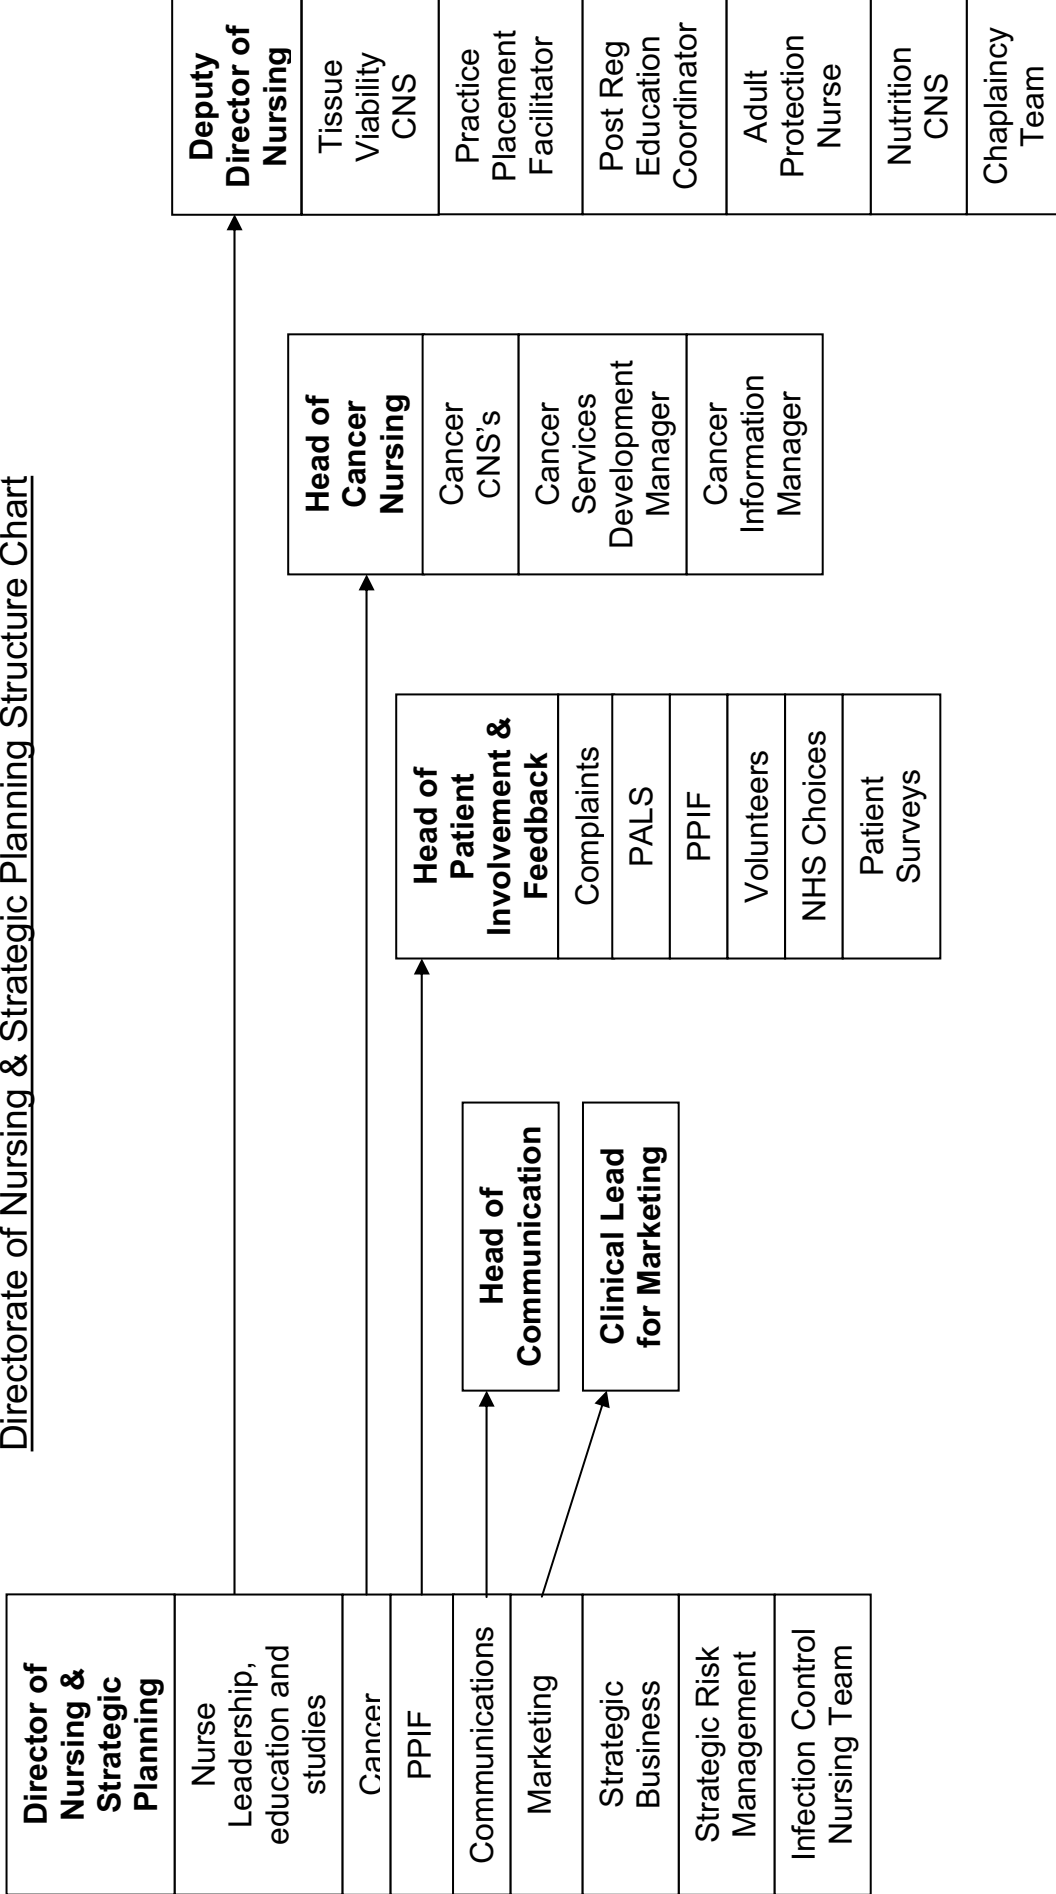 Directorate of Nursing & Strategic Planning Structure Chart
Director of
Nursing &
Strategic
Planning
Nurse
Leadership,
education and
studies
Cancer
PPIF
Communications
Marketing
Strategic
Business
Strategic Risk
Management
Infection Control
Nursing Team
Head of
Communication
Clinical Lead
for Marketing
Head of
Patient
Involvement &
Feedback
Complaints
PALS
PPIF
Volunteers
NHS Choices
Patient
Surveys
Head of
Cancer
Nursing
Cancer
CNS's
Cancer
Services
Development
Manager
Cancer
Information
Manager
Deputy
Director of
Nursing
Tissue
Viability
CNS
Practice
Placement
Facilitator
Post Reg
Education
Coordinator
Adult
Protection
Nurse
Nutrition
CNS
Chaplaincy
Team